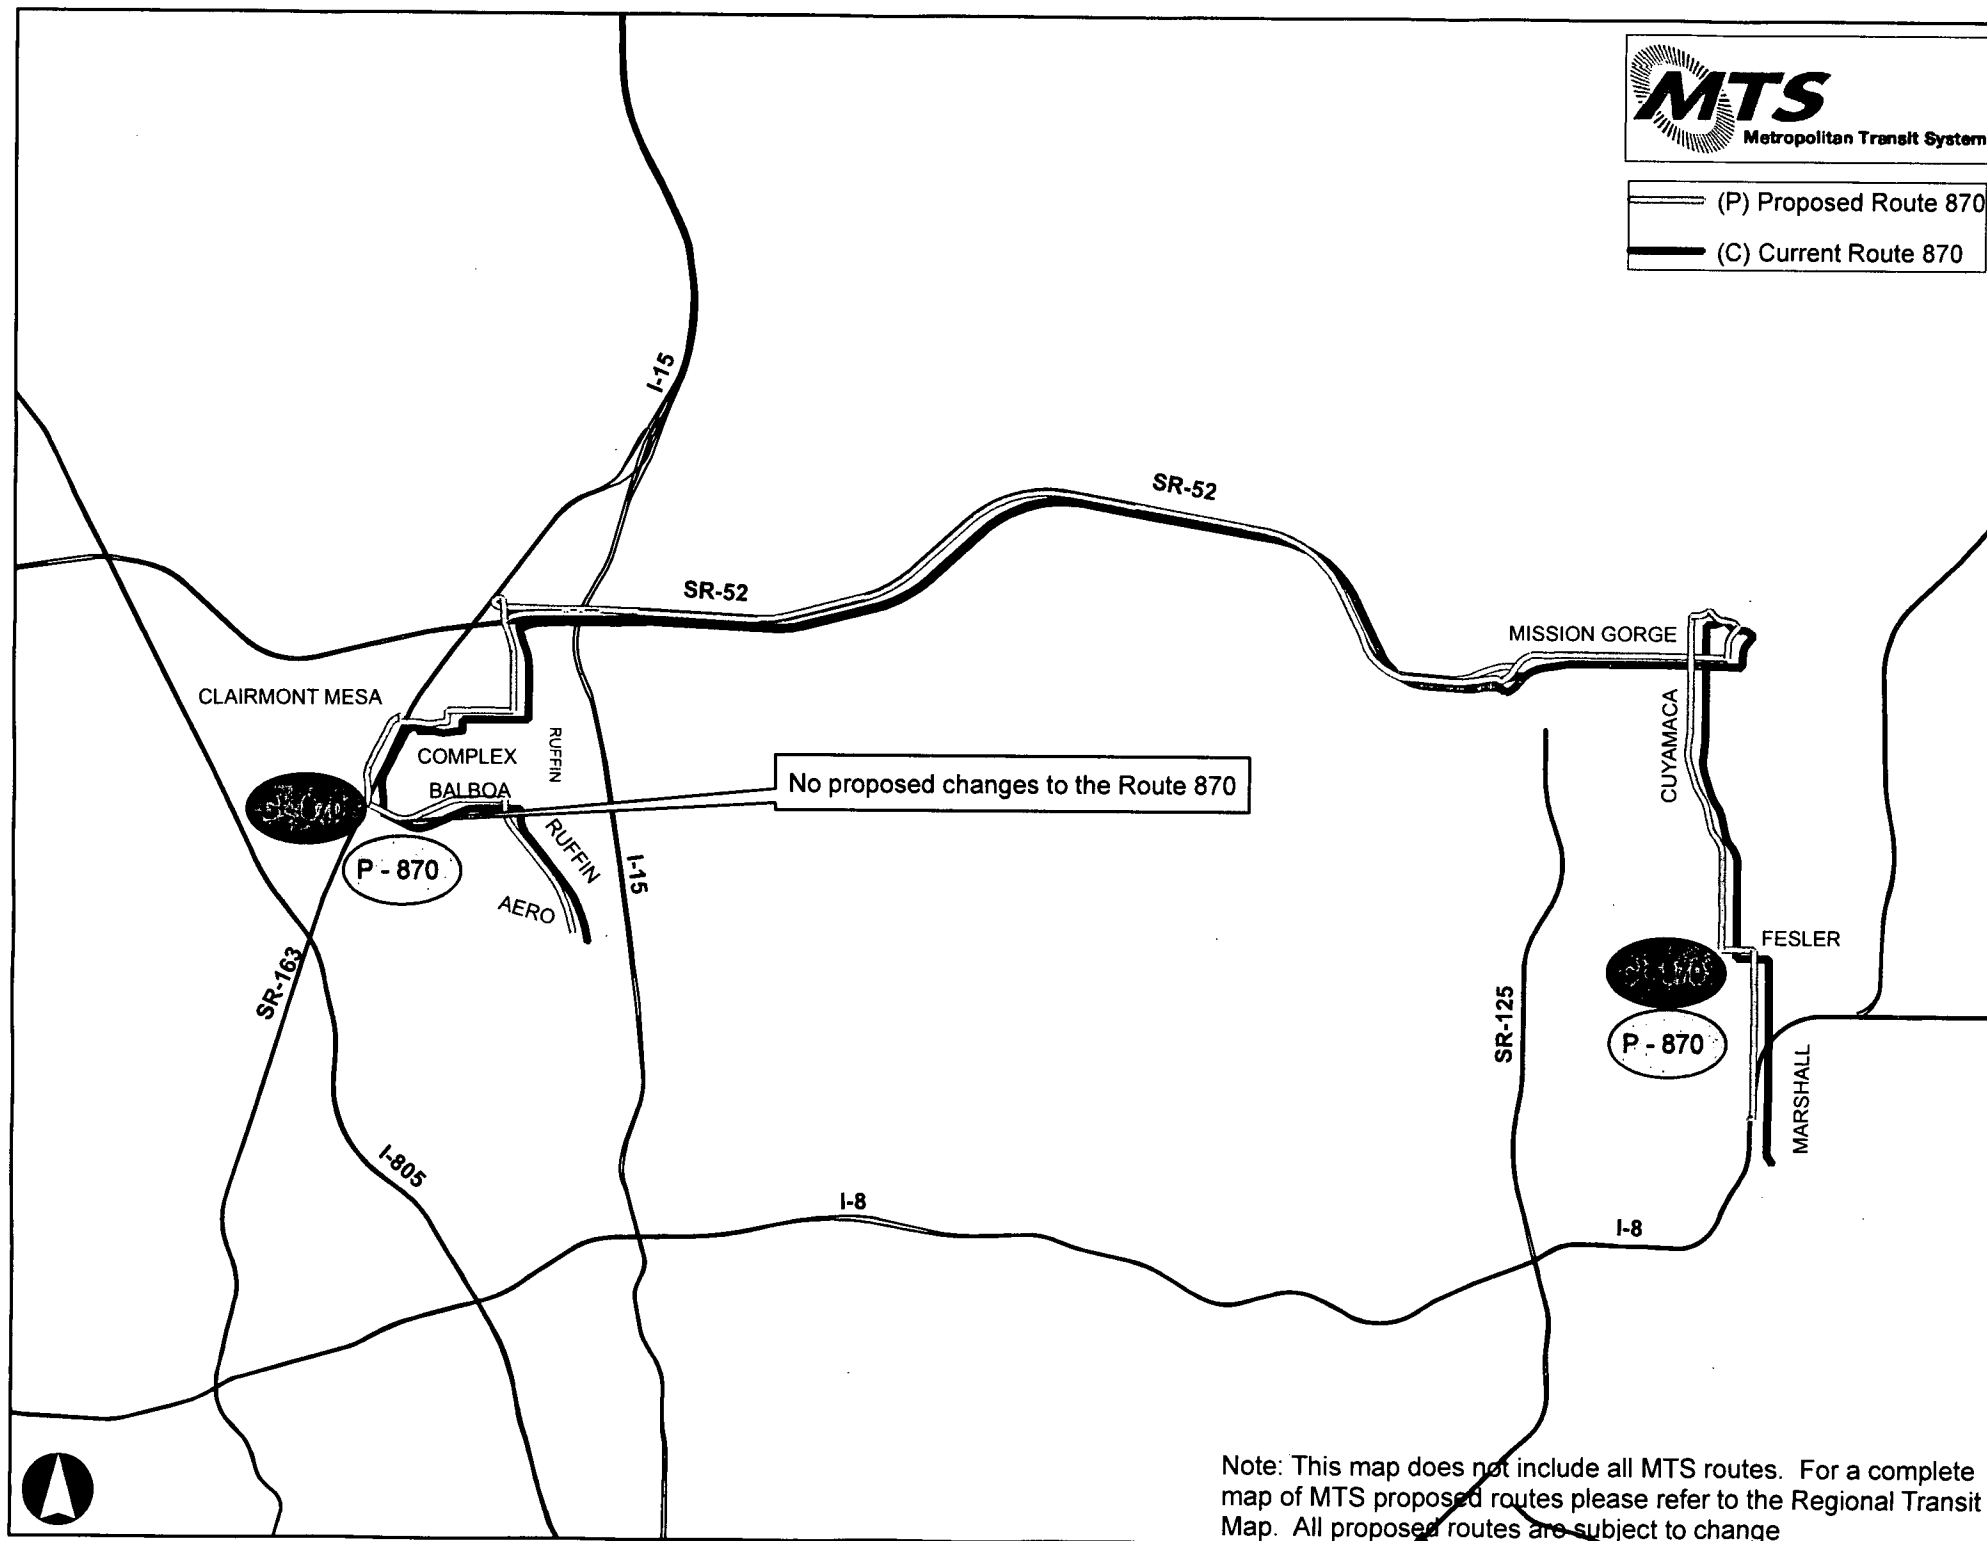 MTS
Metropolitan Transit System
(P) Proposed Route 870
(C) Current Route 870
I-15
SR-52
SR-52
MISSION GORGE
CLAIRMONT MESA
CUYAMACA
RUFFIN
COMPLEX
BALBOA
No proposed changes to the Route 870
RUFFIN
P - 870
I-15
AERO
FESLER
SR-163
SR-125
P - 870
MARSHALL
I-805
I-8
I-8
Note: This map does not include all MTS routes. For a complete
map of MTS proposed routes please refer to the Regional Transit
Map. All proposed routes are subject to change